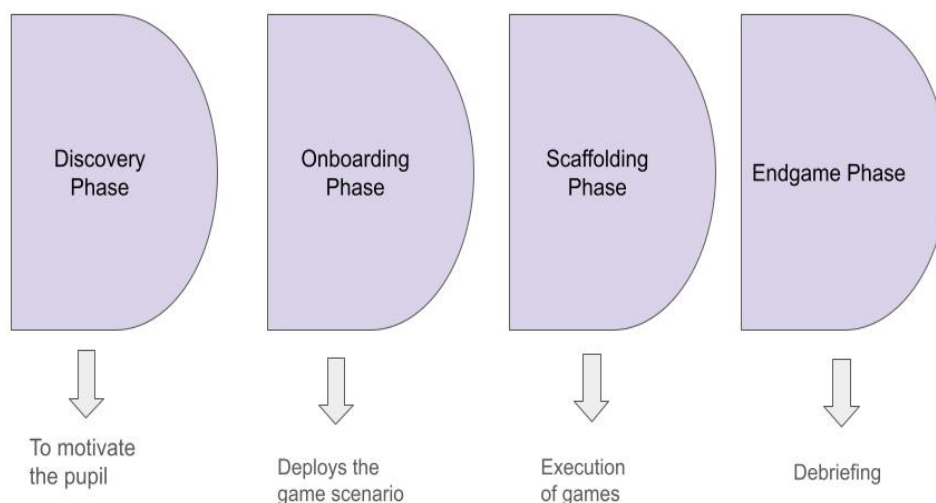 Discovery
Phase
Onboarding
Phase
Scaffolding
Phase
Endgame Phase
To motivate
the pupil
Deploys the
game scenario
Execution
of games
Debriefing